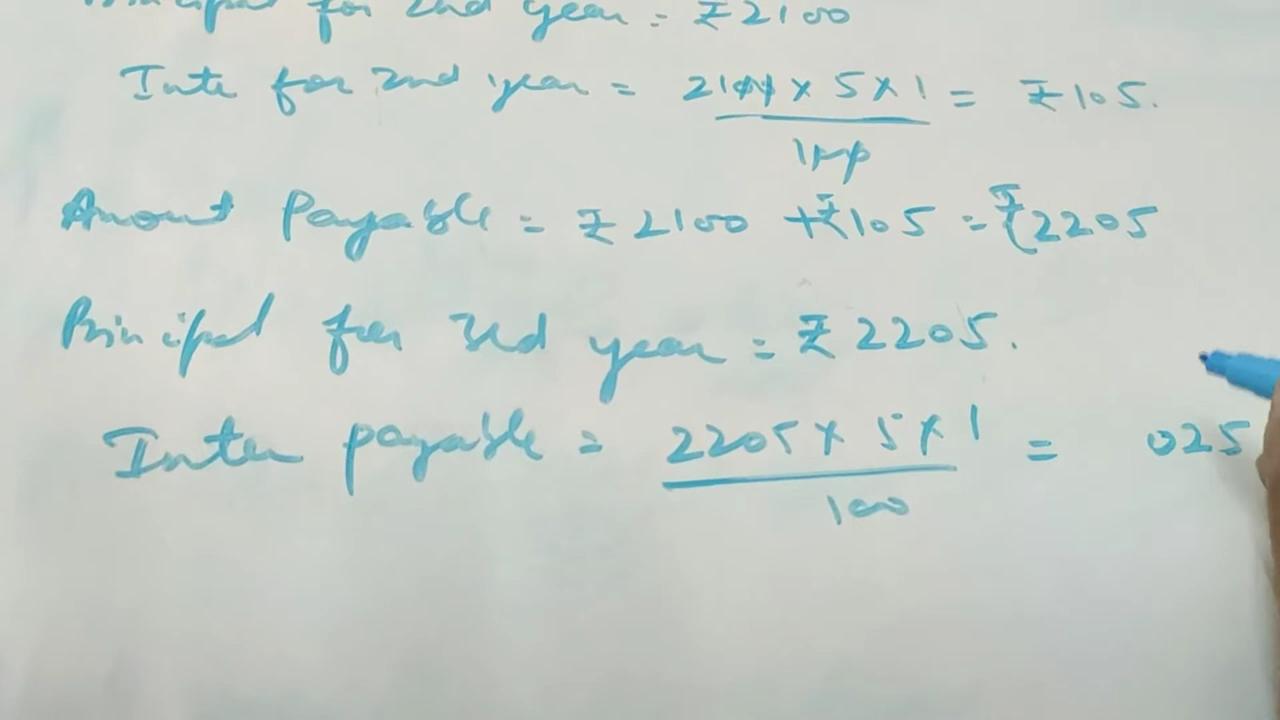 Principal for 2nd year = ₹2100
Inte for 2nd year = 2100 x 5 x 1 / 100 = ₹105.
Amount Payable = ₹2100 + ₹105 = ₹2205
Principal for 3rd year = ₹2205.
Inter payable = 2205 x 5 x 1 / 100 = 025